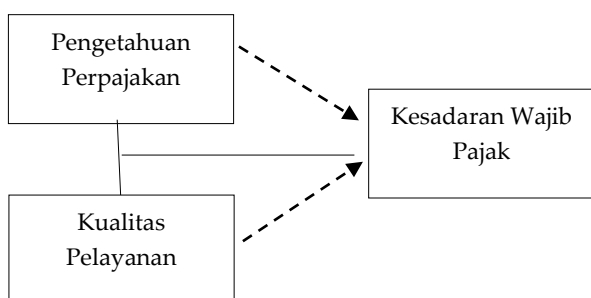 Pengetahuan
Perpajakan
Kesadaran Wajib
Pajak
Kualitas
Pelayanan